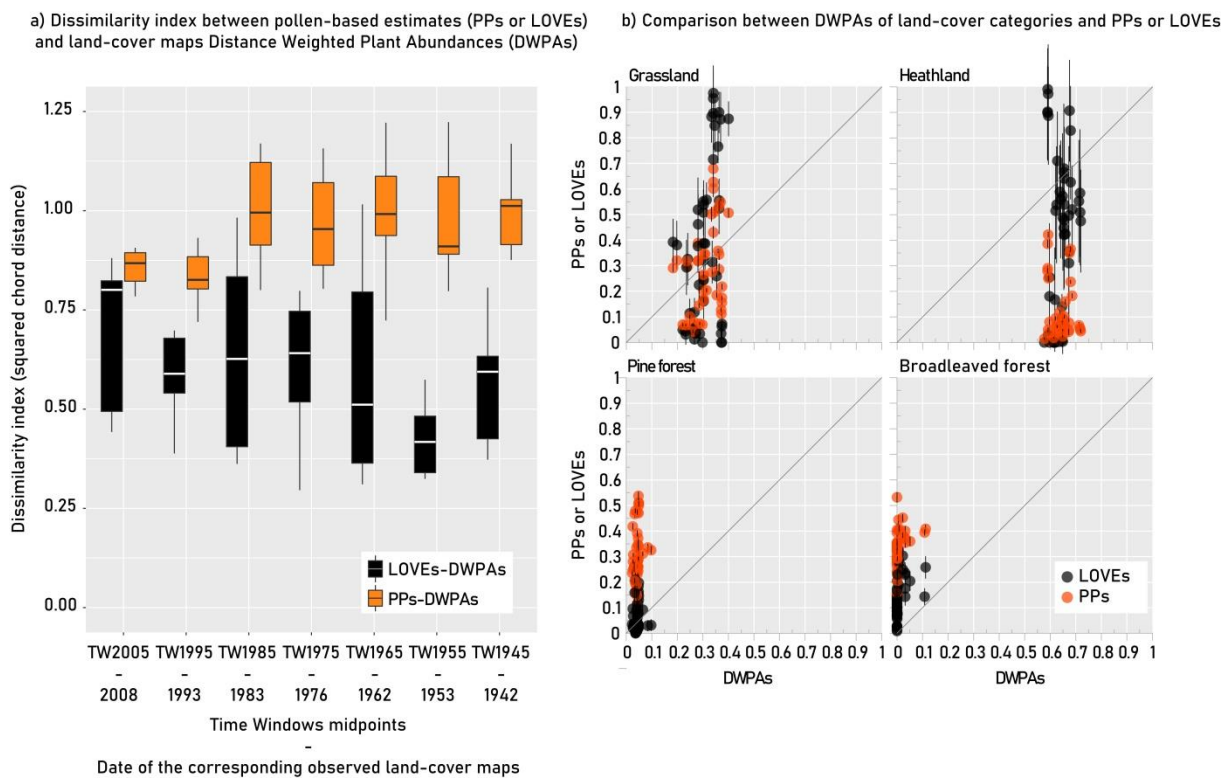 a) Dissimilarity index between pollen-based estimates (PPs or LOVEs)
and land-cover maps Distance Weighted Plant Abundances (DWPAs)
Dissimilarity index (squared chord distance)
1.25
1.00
0.75
0.50
0.25
0.00
LOVEs-DWPAs
PPs-DWPAs
TW2005 TW1995 TW1985 TW1975 TW1965 TW1955 TW1945
- - - - - - -
2008 1993 1983 1976 1962 1953 1942
Time Windows midpoints
-
Date of the corresponding observed land-cover maps
b) Comparison between DWPAs of land-cover categories and PPs or LOVEs
Grassland
Heathland
PPs or LOVEs
1
0.9
0.8
0.7
0.6
0.5
0.4
0.3
0.2
0.1
0
Pine forest
Broadleaved forest
PPs or LOVEs
1
0.9
0.8
0.7
0.6
0.5
0.4
0.3
0.2
0.1
0
LOVEs
PPs
0 0.1 0.2 0.3 0.4 0.5 0.6 0.7 0.8 0.9 1
0 0.1 0.2 0.3 0.4 0.5 0.6 0.7 0.8 0.9 1
DWPAs
DWPAs